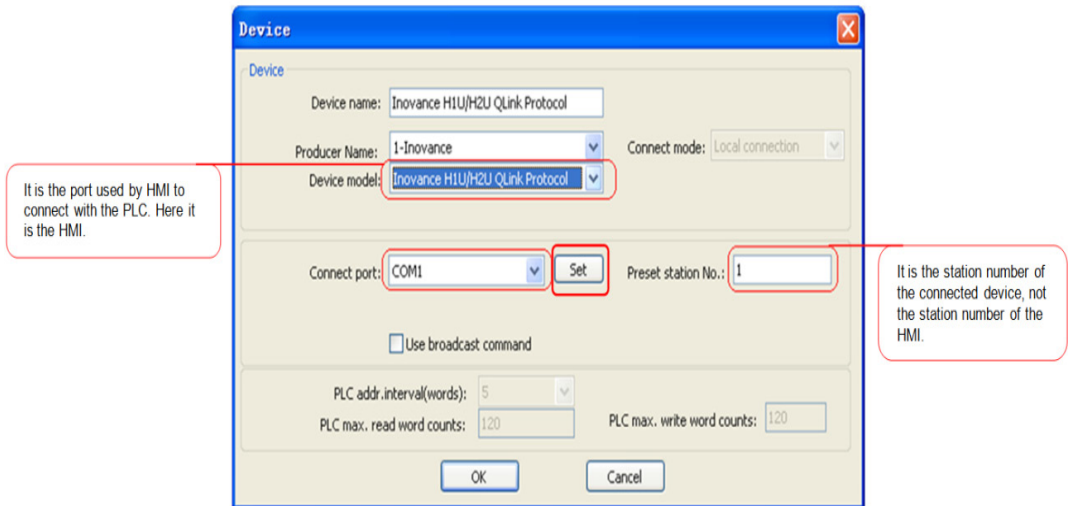 Device
Device
Device name: Inovance H1U/H2U QLink Protocol
Producer Name: 1-Inovance
Connect mode: Local connection
Device model: Inovance H1U/H2U QLink Protocol
It is the port used by HMI to
connect with the PLC. Here it
is the HMI.
Connect port: COM1
Set
Preset station No.: 1
It is the station number of
the connected device, not
the station number of the
HMI.
Use broadcast command
PLC addr.interval(words): 5
PLC max. read word counts: 120
PLC max. write word counts: 120
OK
Cancel